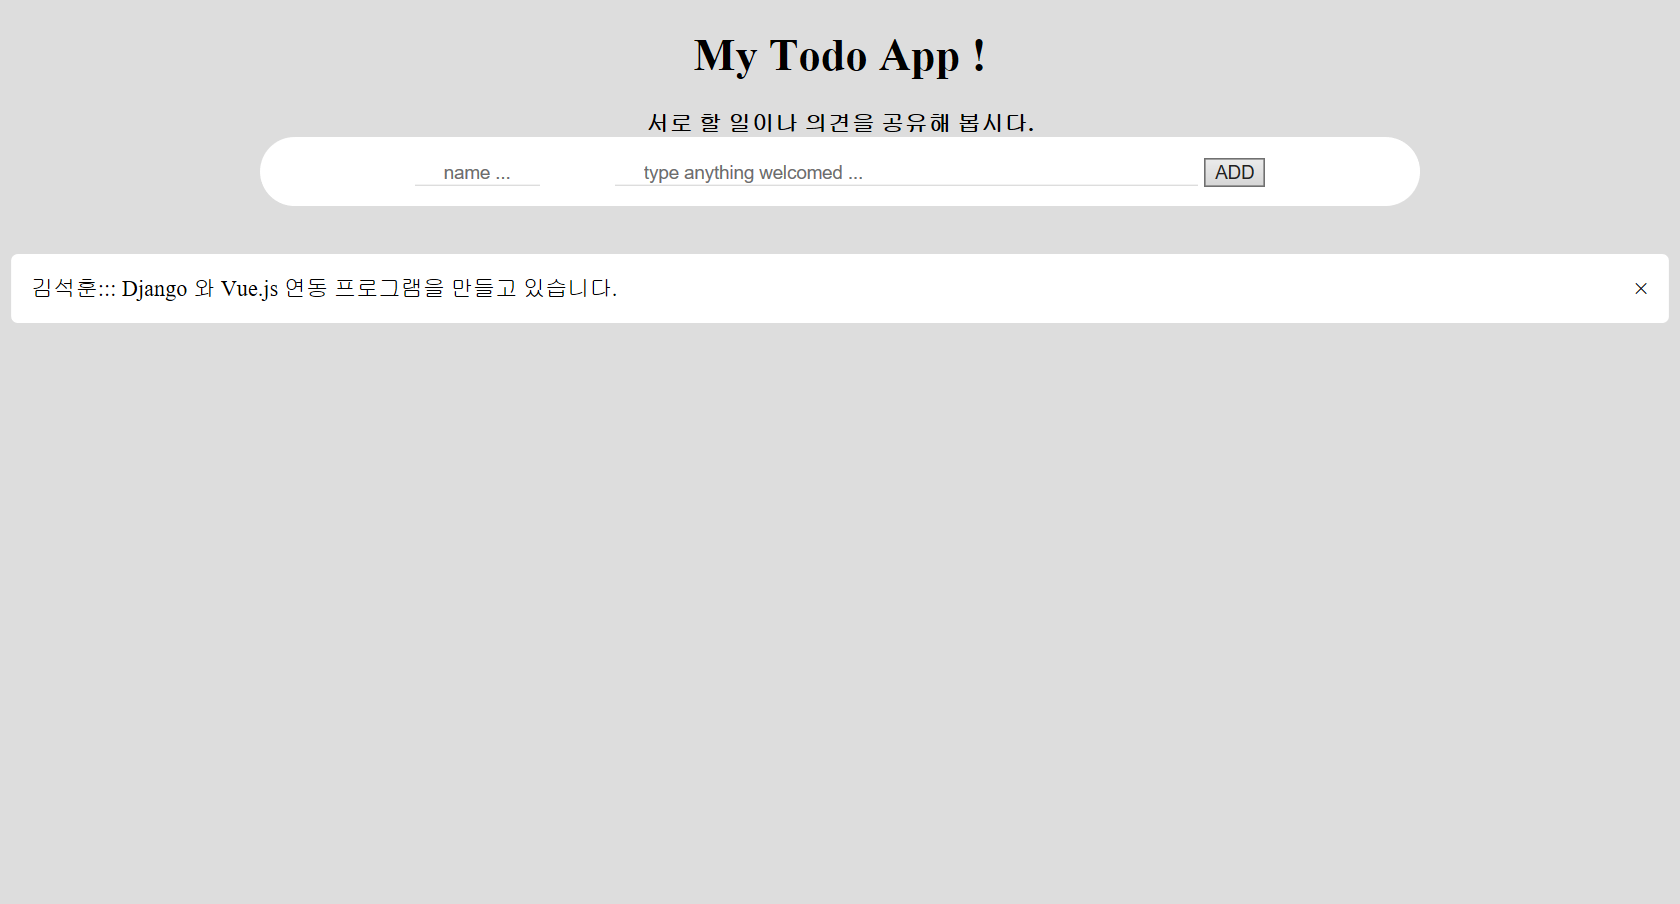 My Todo App !
서로 할 일이나 의견을 공유해 봅시다.
name ... type anything welcomed ... ADD
김석훈::: Django 와 Vue.js 연동 프로그램을 만들고 있습니다. ×